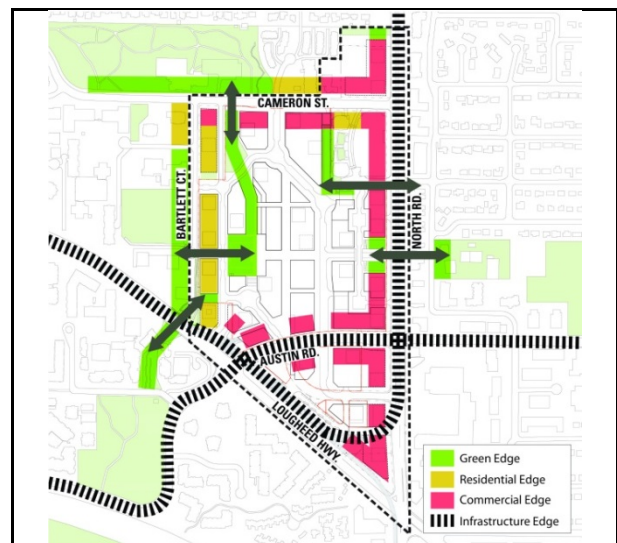 CAMERON ST.
BARTLETT CT.
NORTH RD.
AUSTIN RD.
LOUGHEED HWY.
Green Edge
Residential Edge
Commercial Edge
Infrastructure Edge